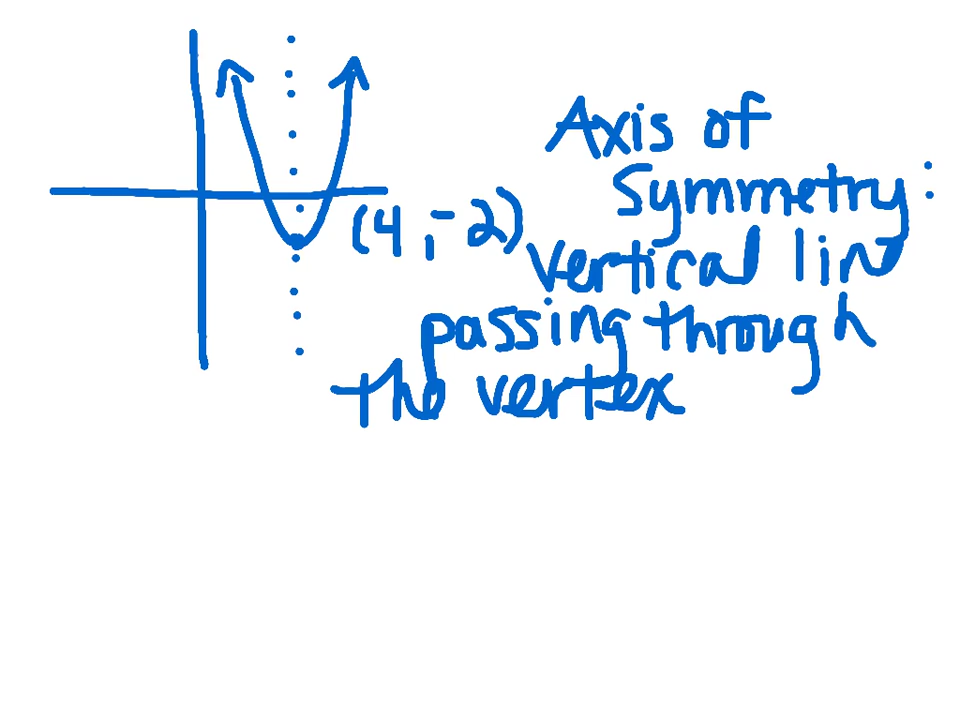 Axis of
Symmetry:
(4, -2)
vertical line
passing through
the vertex